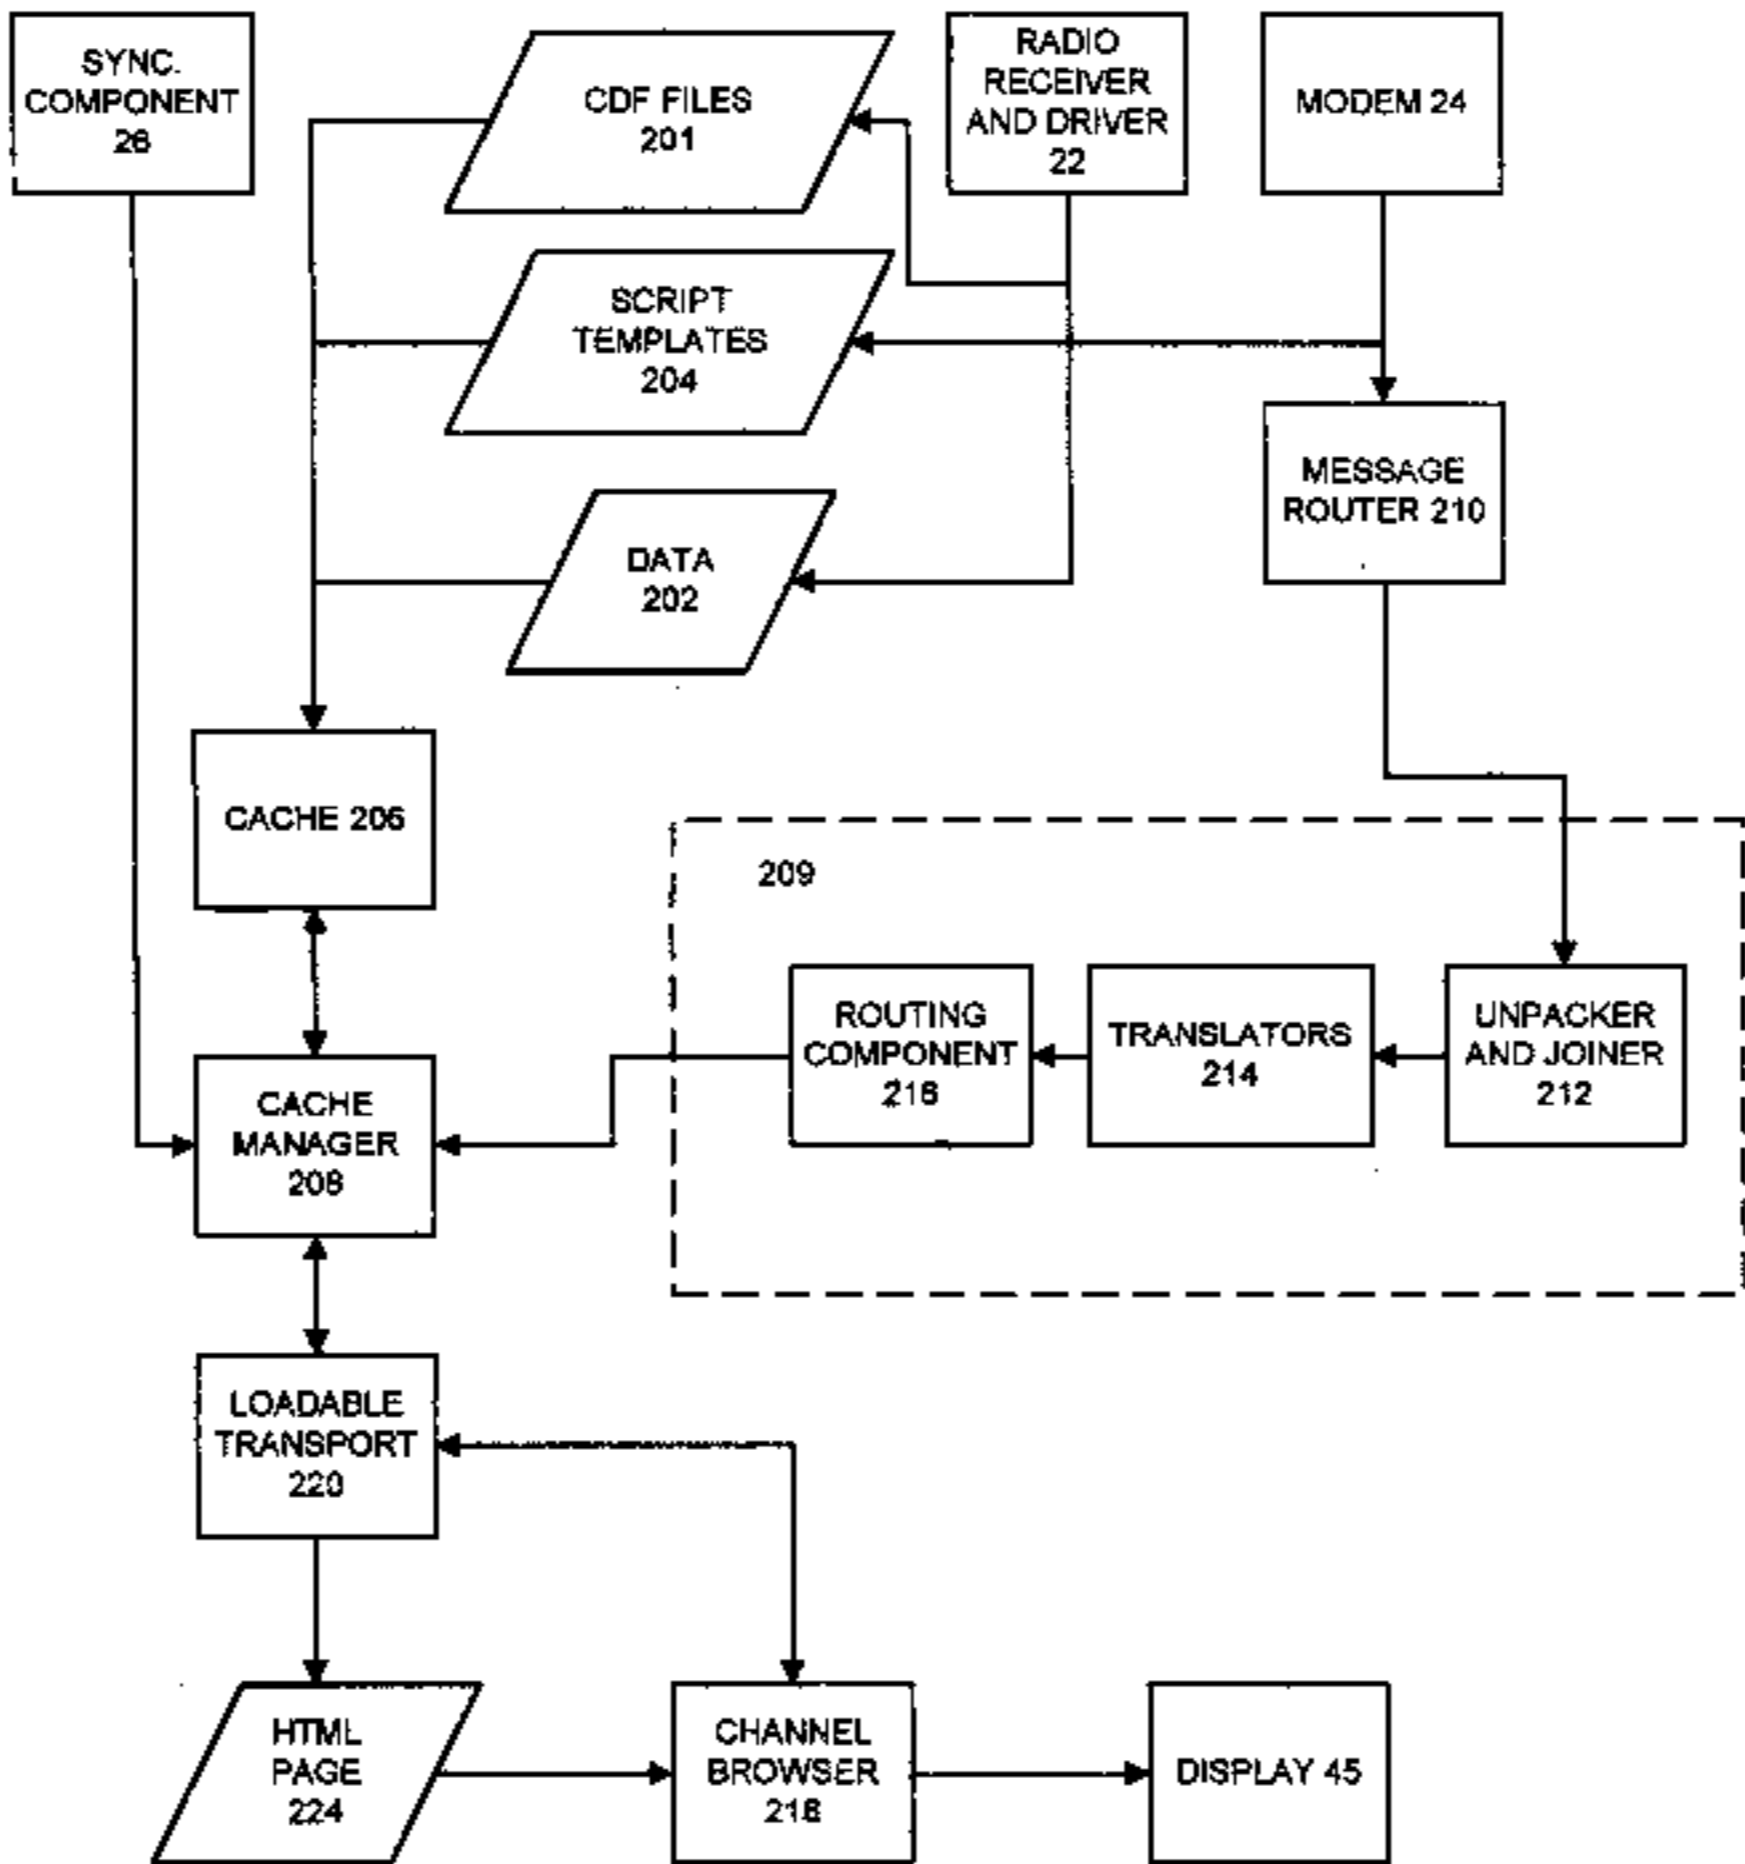 SYNC.
COMPONENT
26
CDF FILES
201
RADIO
RECEIVER
AND DRIVER
22
MODEM 24
SCRIPT
TEMPLATES
204
MESSAGE
ROUTER 210
DATA
202
CACHE 206
209
ROUTING
COMPONENT
216
TRANSLATORS
214
UNPACKER
AND JOINER
212
CACHE
MANAGER
208
LOADABLE
TRANSPORT
220
HTML
PAGE
224
CHANNEL
BROWSER
218
DISPLAY 45